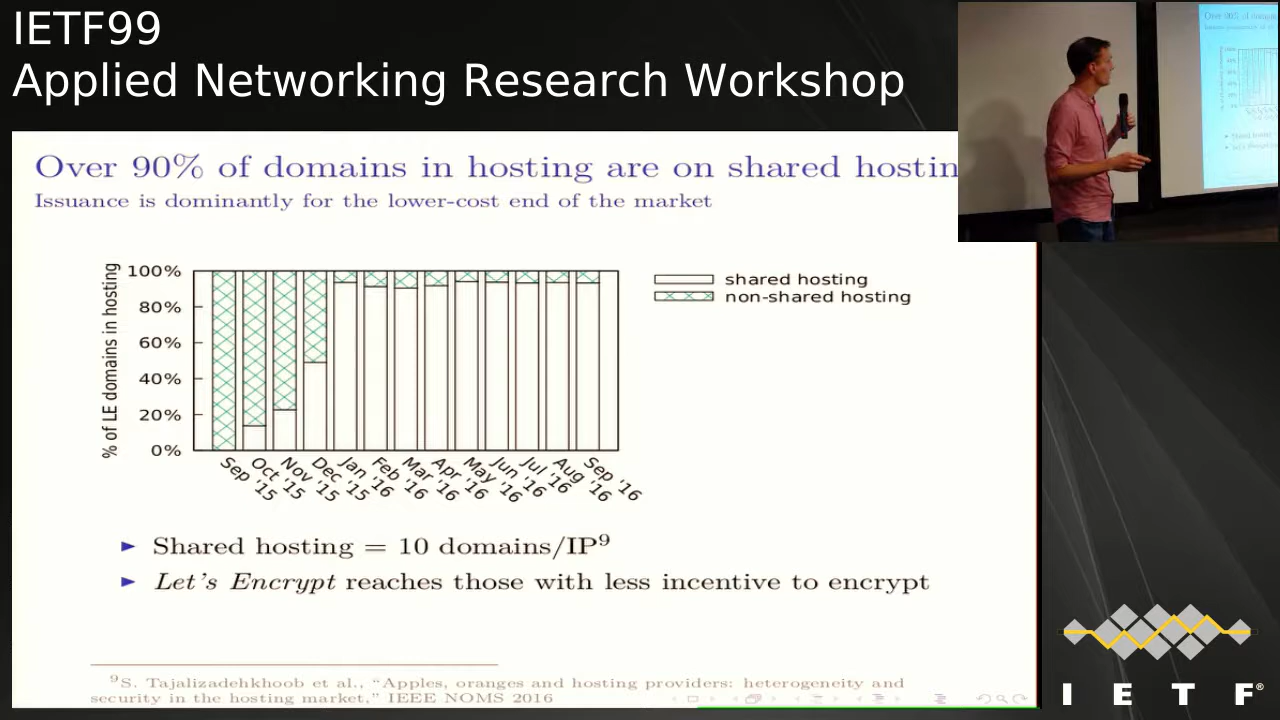 IETF99
Applied Networking Research Workshop
Over 90% of domains in hosting are on shared hostin
Issuance is dominantly for the lower-cost end of the market
% of LE domains in hosting
100%
80%
60%
40%
20%
0%
Sep '15
Oct '15
Nov '15
Dec '15
Jan '16
Feb '16
Mar '16
Apr '16
May '16
Jun '16
Jul '16
Aug '16
Sep '16
shared hosting
non-shared hosting
► Shared hosting = 10 domains/IP⁹
► Let's Encrypt reaches those with less incentive to encrypt
⁹S. Tajalizadehkhoob et al., “Apples, oranges and hosting providers: heterogeneity and
security in the hosting market,” IEEE NOMS 2016
I E T F®